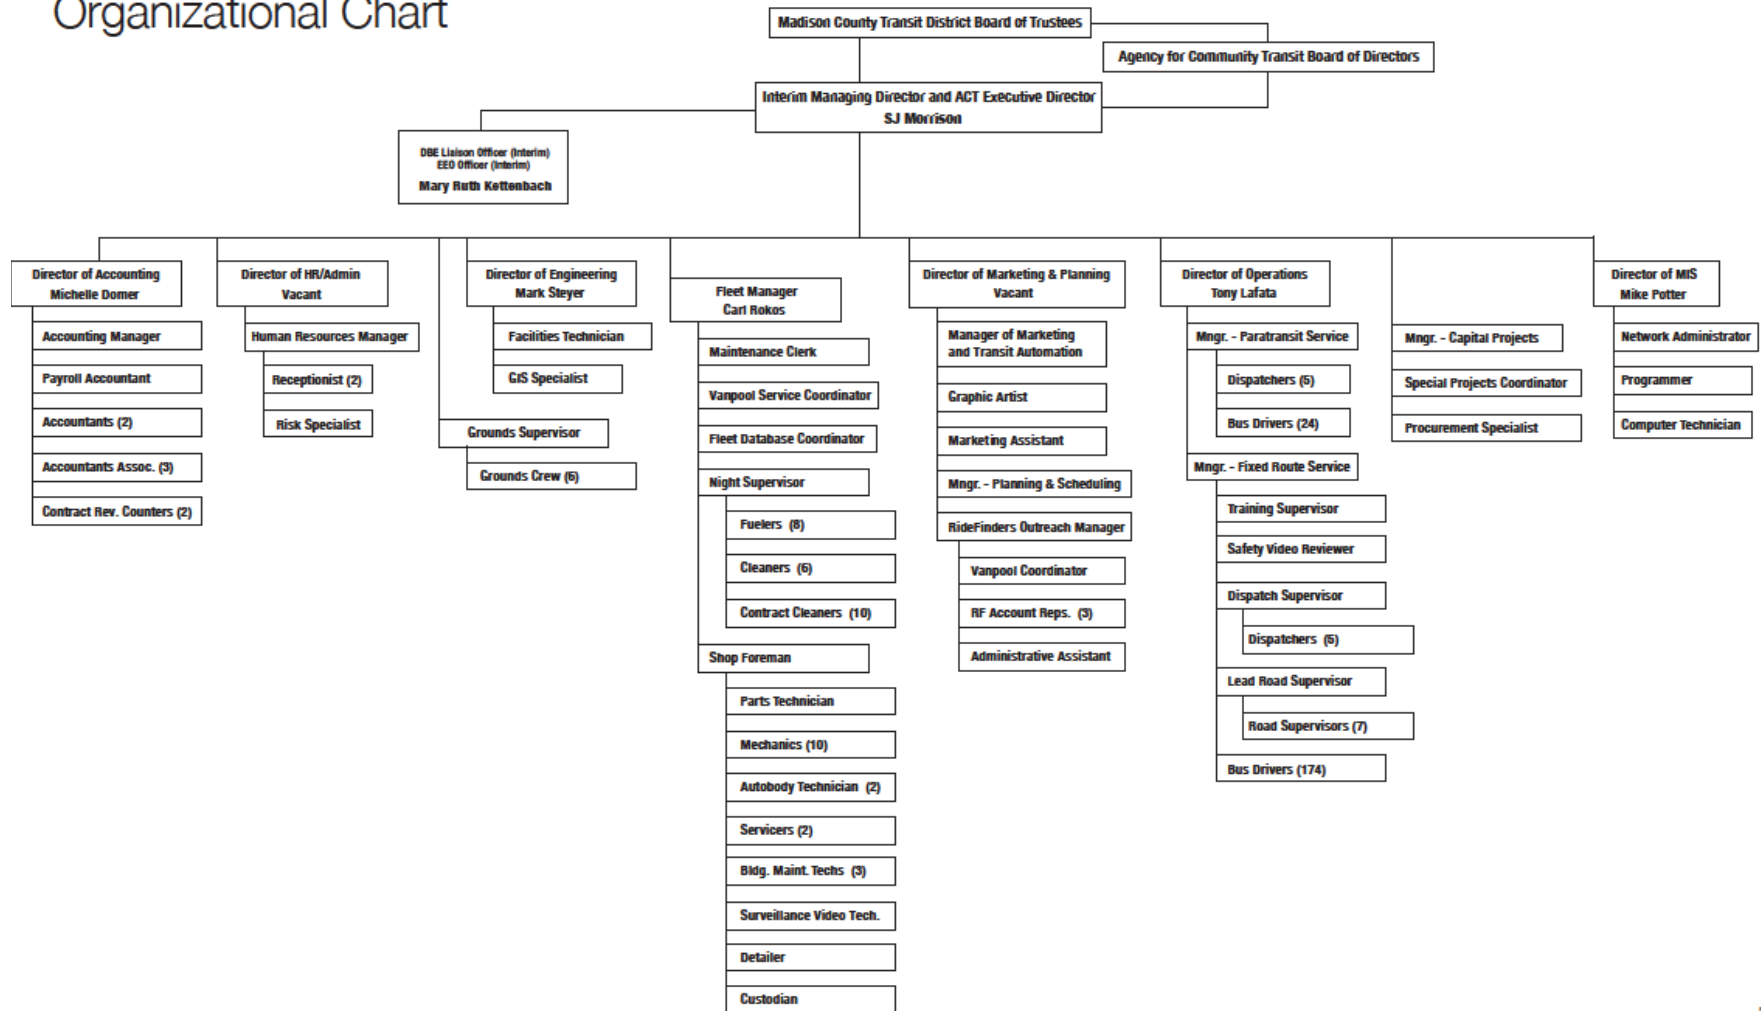 Organizational Chart
Madison County Transit District Board of Trustees
Agency for Community Transit Board of Directors
Interim Managing Director and ACT Executive Director
SJ Morrison
DBE Liaison Officer (Interim)
EEO Officer (Interim)
Mary Ruth Kettenbach
Director of Accounting
Michelle Domer
Accounting Manager
Payroll Accountant
Accountants (2)
Accountants Assoc. (3)
Contract Rev. Counters (2)
Director of HR/Admin
Vacant
Human Resources Manager
Receptionist (2)
Risk Specialist
Director of Engineering
Mark Steyer
Facilities Technician
GIS Specialist
Grounds Supervisor
Grounds Crew (6)
Fleet Manager
Carl Rokos
Maintenance Clerk
Vanpool Service Coordinator
Fleet Database Coordinator
Night Supervisor
Fuelers (8)
Cleaners (6)
Contract Cleaners (10)
Shop Foreman
Parts Technician
Mechanics (10)
Autobody Technician (2)
Servicers (2)
Bldg. Maint. Techs (3)
Surveillance Video Tech.
Detailer
Custodian
Director of Marketing & Planning
Vacant
Manager of Marketing
and Transit Automation
Graphic Artist
Marketing Assistant
Mngr. - Planning & Scheduling
RideFinders Outreach Manager
Vanpool Coordinator
RF Account Reps. (3)
Administrative Assistant
Director of Operations
Tony Lafata
Mngr. - Paratransit Service
Dispatchers (5)
Bus Drivers (24)
Mngr. - Fixed Route Service
Training Supervisor
Safety Video Reviewer
Dispatch Supervisor
Dispatchers (5)
Lead Road Supervisor
Road Supervisors (7)
Bus Drivers (174)
Mngr. - Capital Projects
Special Projects Coordinator
Procurement Specialist
Director of MIS
Mike Potter
Network Administrator
Programmer
Computer Technician